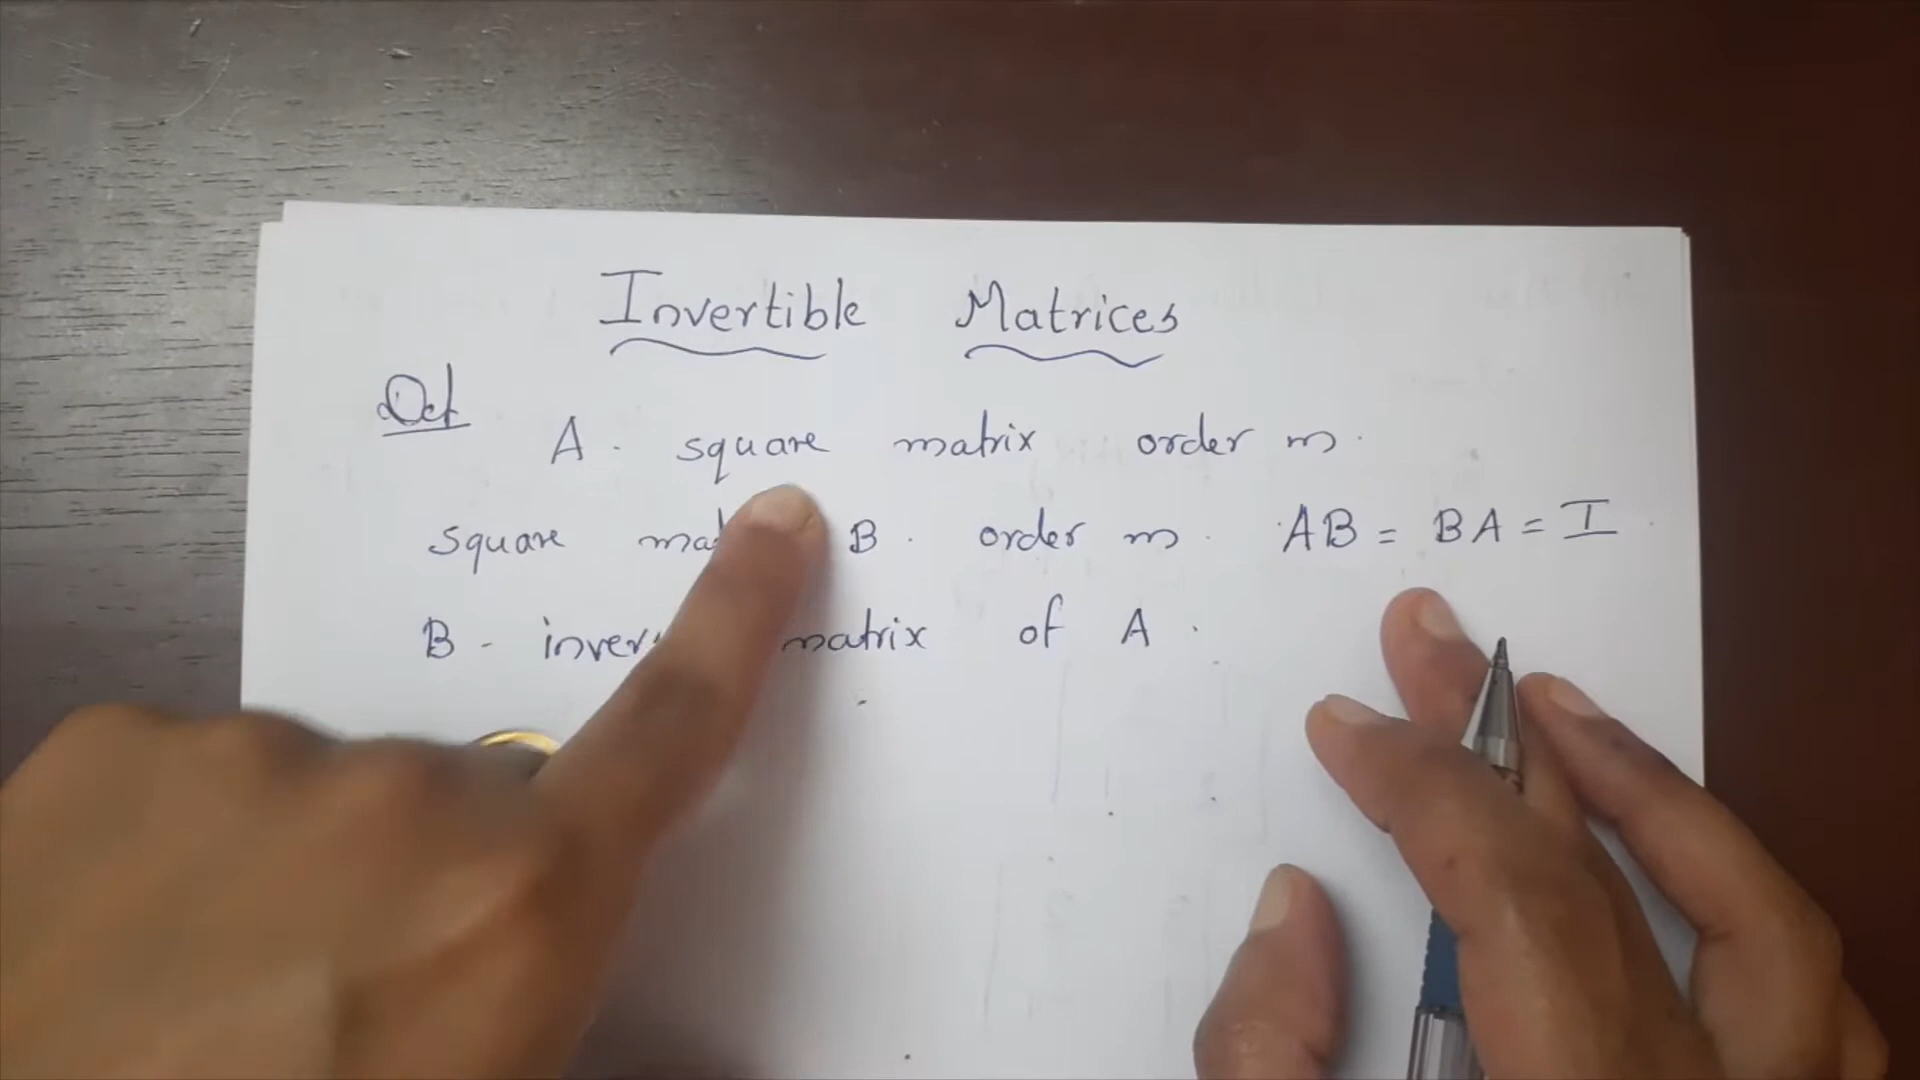 Invertible Matrices
Def
A. square matrix order m.
square B. order m. AB = BA = I
B - matrix of A.